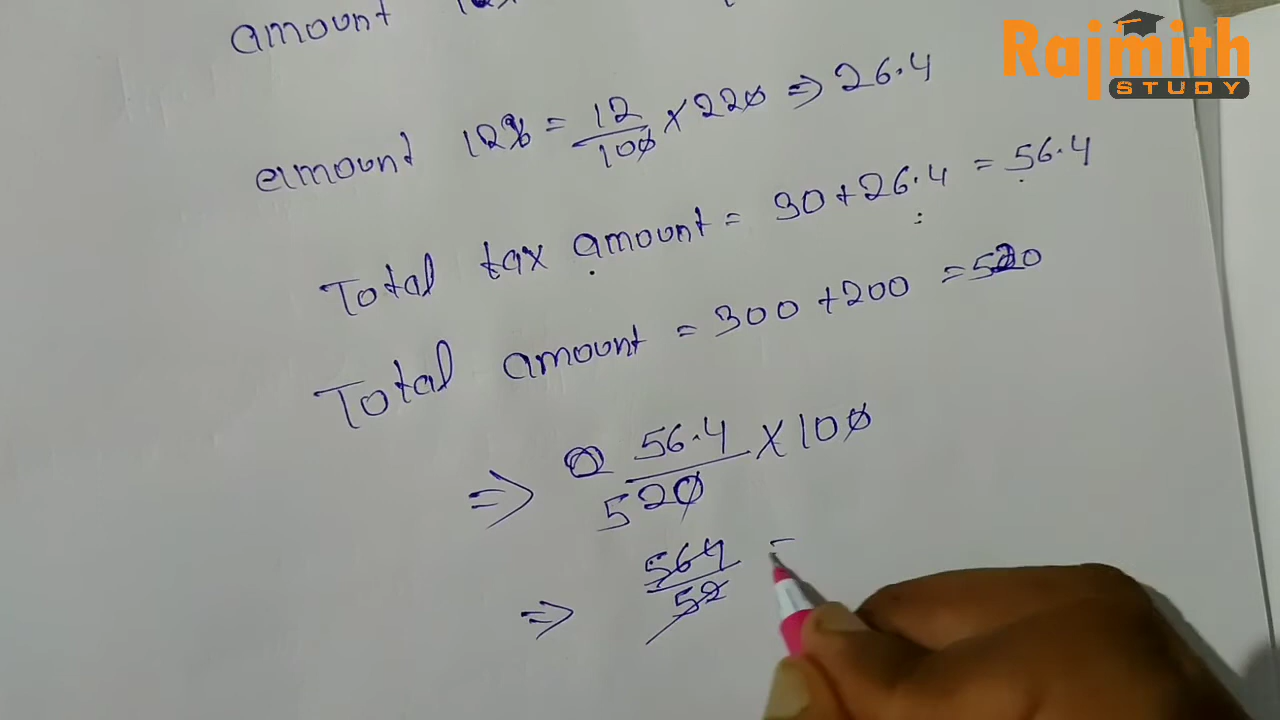 Rajmith
STUDY
amount
amount 12% = 12/100 × 220 ⇒ 26.4
Total tax amount = 30 + 26.4 = 56.4
Total amount = 300 + 200 = 520
⇒ 56.4/520 × 100
⇒ 564/52